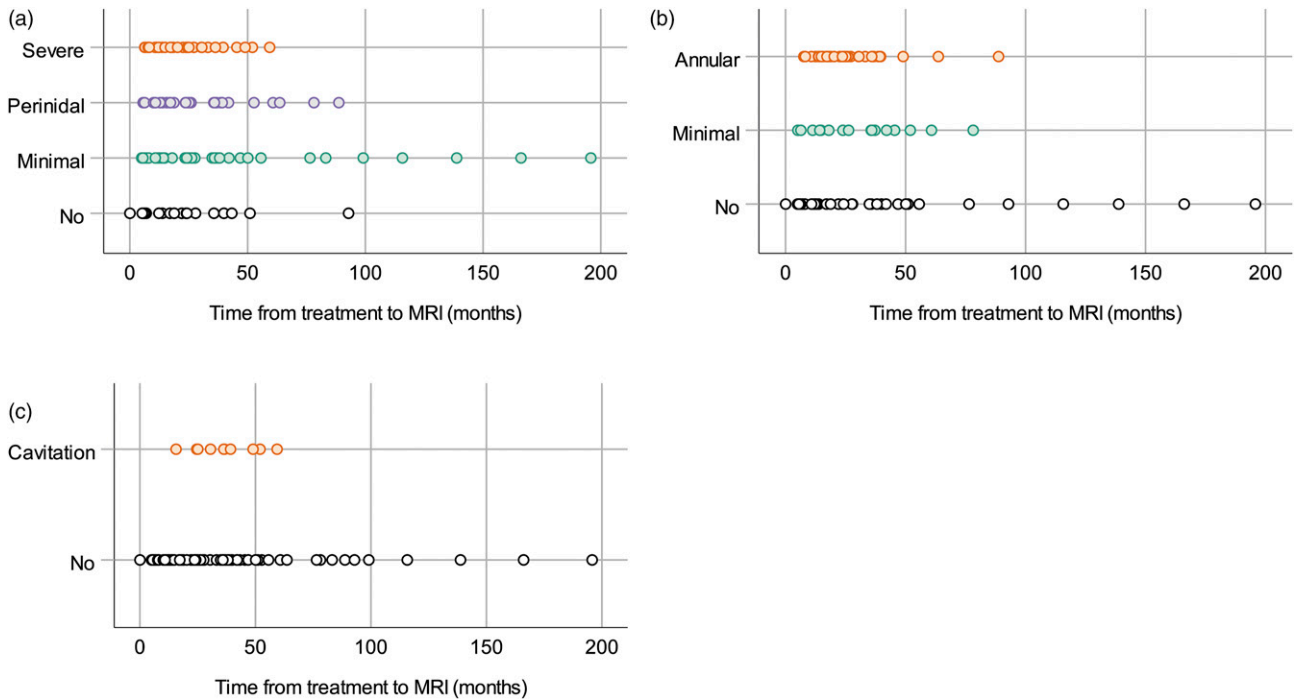 (a)
Severe
Perinidal
Minimal
No
0 50 100 150 200
Time from treatment to MRI (months)
(b)
Annular
Minimal
No
0 50 100 150 200
Time from treatment to MRI (months)
(c)
Cavitation
No
0 50 100 150 200
Time from treatment to MRI (months)